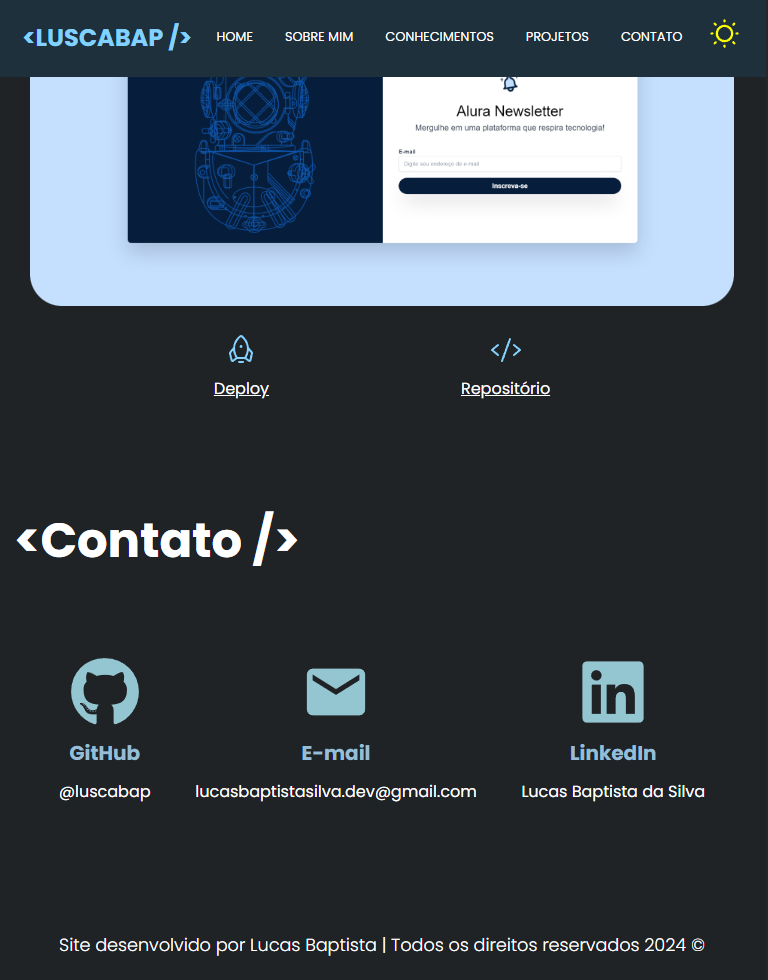 <LUSCABAP />
HOME
SOBRE MIM
CONHECIMENTOS
PROJETOS
CONTATO
Alura Newsletter
Mergulhe em uma plataforma que respira tecnologia!
E-mail
Digite seu endereço de e-mail
Inscreva-se
Deploy
Repositório
<Contato />
GitHub
E-mail
LinkedIn
@luscabap
lucasbaptistasilva.dev@gmail.com
Lucas Baptista da Silva
Site desenvolvido por Lucas Baptista | Todos os direitos reservados 2024 ©